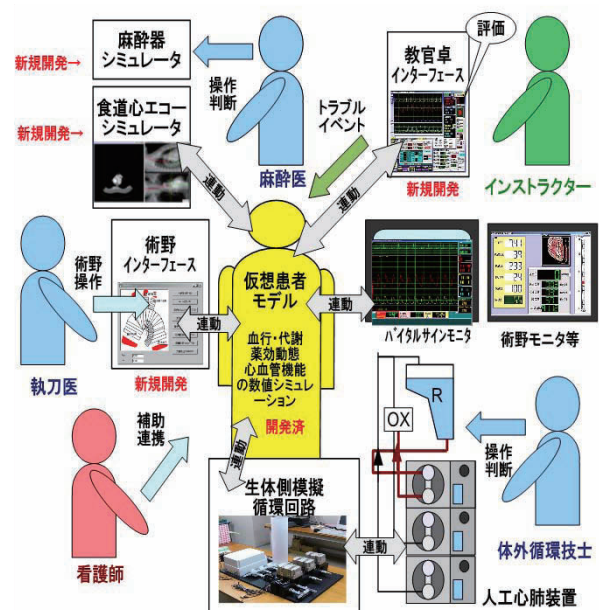 麻酔器
シミュレータ
新規開発→
食道心エコー
シミュレータ
新規開発→
操作
判断
麻酔医
教官卓
インターフェース
評価
新規開発
インストラクター
トラブル
イベント
連動
連動
術野
操作
術野
インターフェース
新規開発
執刀医
連動
仮想患者
モデル
血行・代謝
薬効動態
心血管機能
の数値シミュ
レーション
開発済
連動
バイタルサインモニタ
術野モニタ等
補助
連携
看護師
連動
生体側模擬
循環回路
連動
R
OX
操作
判断
体外循環技士
人工心肺装置